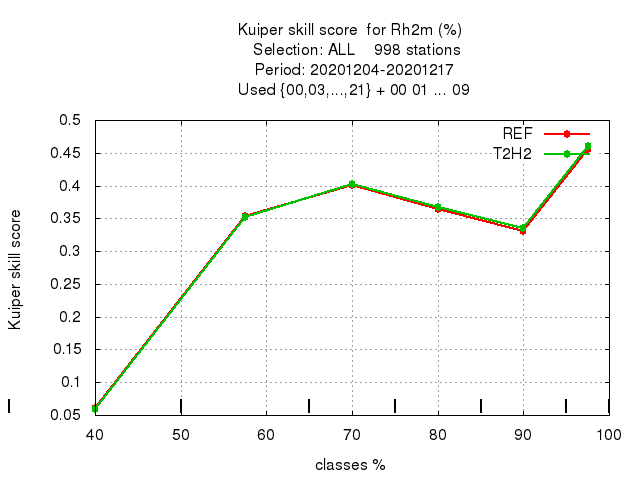 Kuiper skill score  for Rh2m (%)
Selection: ALL    998 stations
Period: 20201204-20201217
Used {00,03,...,21} + 00 01 ... 09
REF
T2H2
0.5
0.45
0.4
0.35
0.3
0.25
0.2
0.15
0.1
0.05
Kuiper skill score
40 50 60 70 80 90 100
classes %